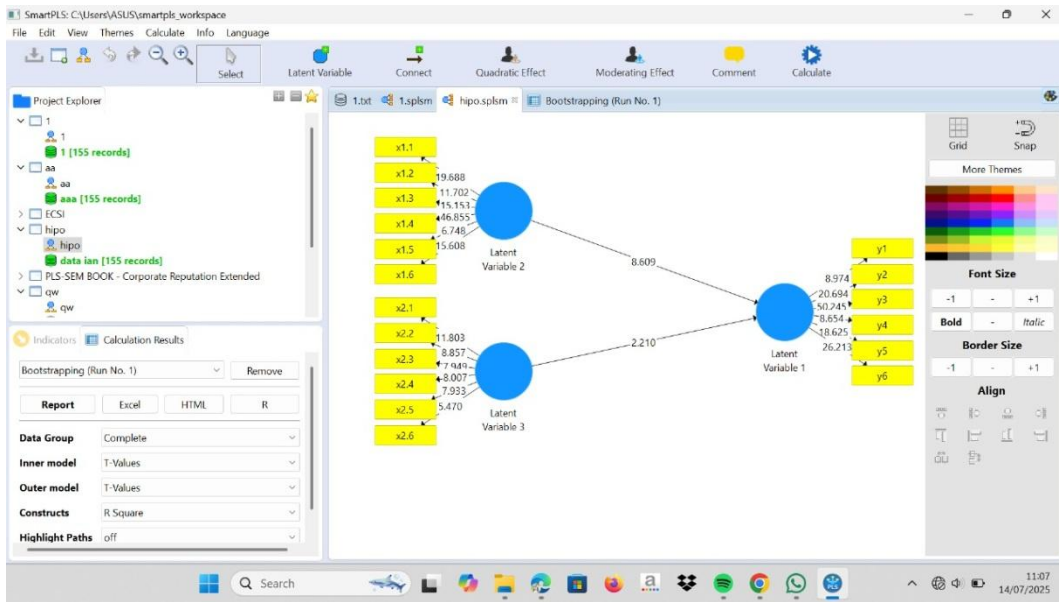 SmartPLS: C:\Users\ASUS\smartpls_workspace
File Edit View Themes Calculate Info Language
Select
Latent Variable
Connect
Quadratic Effect
Moderating Effect
Comment
Calculate
Project Explorer
1
1
1 [155 records]
aa
aa
aaa [155 records]
ECSI
hipo
hipo
data ian [155 records]
PLS-SEM BOOK - Corporate Reputation Extended
qw
qw
Indicators
Calculation Results
Bootstrapping (Run No. 1)
Remove
Report Excel HTML R
Data Group Complete
Inner model T-Values
Outer model T-Values
Constructs R Square
Highlight Paths off
1.txt
1.splsm
hipo.splsm
Bootstrapping (Run No. 1)
x1.1
x1.2
x1.3
x1.4
x1.5
x1.6
19.688
11.702
15.153
46.855
6.748
15.608
Latent
Variable 2
8.609
x2.1
x2.2
x2.3
x2.4
x2.5
x2.6
11.803
8.857
7.949
8.007
7.933
5.470
Latent
Variable 3
2.210
Latent
Variable 1
8.974
20.694
50.245
8.654
18.625
26.213
y1
y2
y3
y4
y5
y6
Grid
Snap
More Themes
Font Size
-1 - +1
Bold - Italic
Border Size
-1 - +1
Align
Search
11:07
14/07/2025